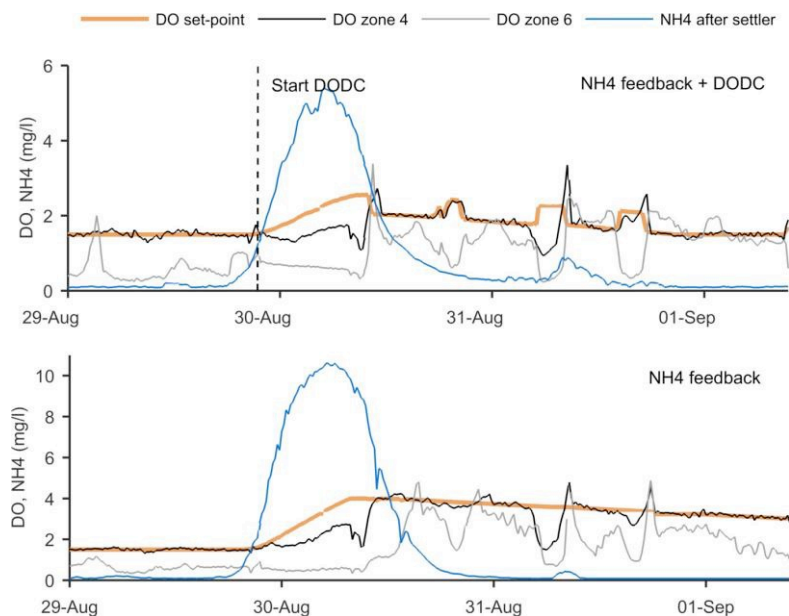 DO set-point DO zone 4 DO zone 6 NH4 after settler
6
Start DODC NH4 feedback + DODC
4
2
0
DO, NH4 (mg/l)
29-Aug 30-Aug 31-Aug 01-Sep
10
NH4 feedback
8
6
4
2
0
DO, NH4 (mg/l)
29-Aug 30-Aug 31-Aug 01-Sep